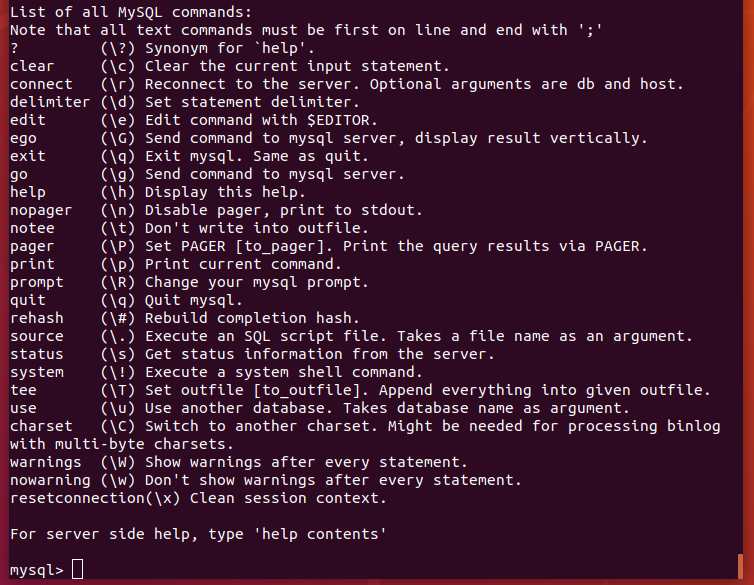 List of all MySQL commands:
Note that all text commands must be first on line and end with ';'
?         (\?) Synonym for `help'.
clear     (\c) Clear the current input statement.
connect   (\r) Reconnect to the server. Optional arguments are db and host.
delimiter (\d) Set statement delimiter.
edit      (\e) Edit command with $EDITOR.
ego       (\G) Send command to mysql server, display result vertically.
exit      (\q) Exit mysql. Same as quit.
go        (\g) Send command to mysql server.
help      (\h) Display this help.
nopager   (\n) Disable pager, print to stdout.
notee     (\t) Don't write into outfile.
pager     (\P) Set PAGER [to_pager]. Print the query results via PAGER.
print     (\p) Print current command.
prompt    (\R) Change your mysql prompt.
quit      (\q) Quit mysql.
rehash    (\#) Rebuild completion hash.
source    (\.) Execute an SQL script file. Takes a file name as an argument.
status    (\s) Get status information from the server.
system    (\!) Execute a system shell command.
tee       (\T) Set outfile [to_outfile]. Append everything into given outfile.
use       (\u) Use another database. Takes database name as argument.
charset   (\C) Switch to another charset. Might be needed for processing binlog
with multi-byte charsets.
warnings  (\W) Show warnings after every statement.
nowarning (\w) Don't show warnings after every statement.
resetconnection(\x) Clean session context.
For server side help, type 'help contents'
mysql>